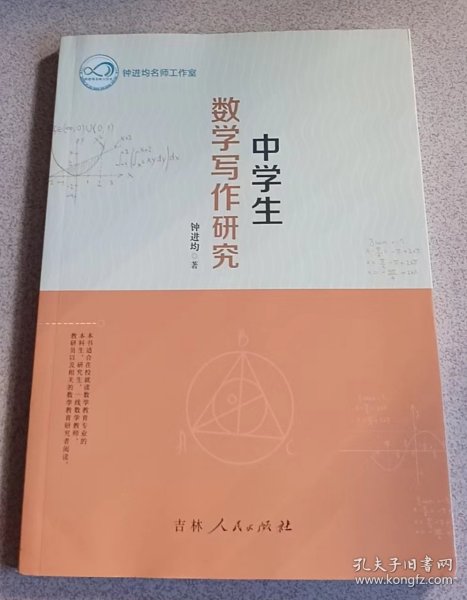 钟进均名师工作室
中学生
数学写作研究
钟进均 著
本书适合在校就读数学教育专业的
本科生、研究生，一线数学教师，
教研员以及相关的数学教育研究者阅读。
吉林人民出版社
孔夫子旧书网
www.kongfz.com